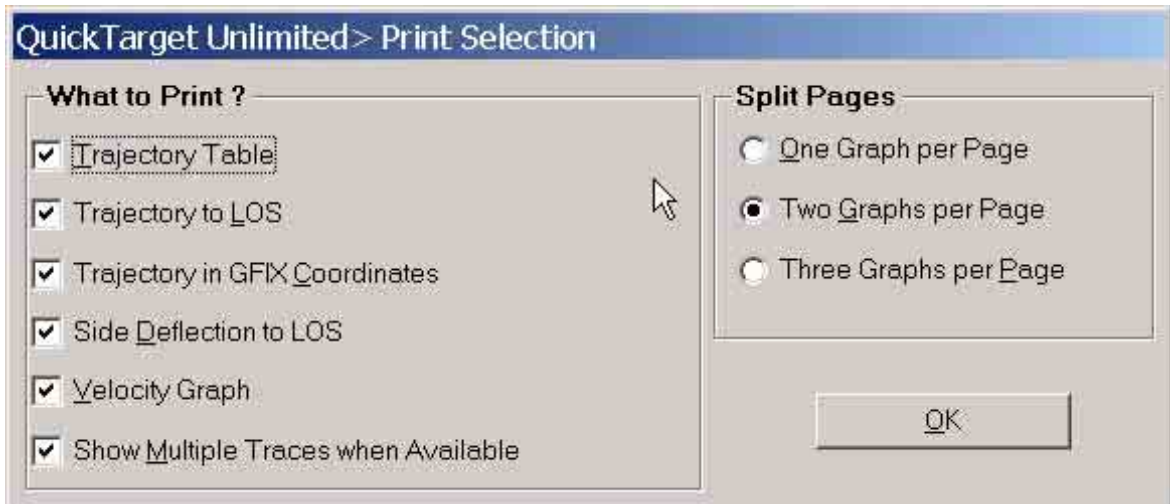 QuickTarget Unlimited> Print Selection
What to Print ?
Trajectory Table
Trajectory to LOS
Trajectory in GFIX Coordinates
Side Deflection to LOS
Velocity Graph
Show Multiple Traces when Available
Split Pages
One Graph per Page
Two Graphs per Page
Three Graphs per Page
OK